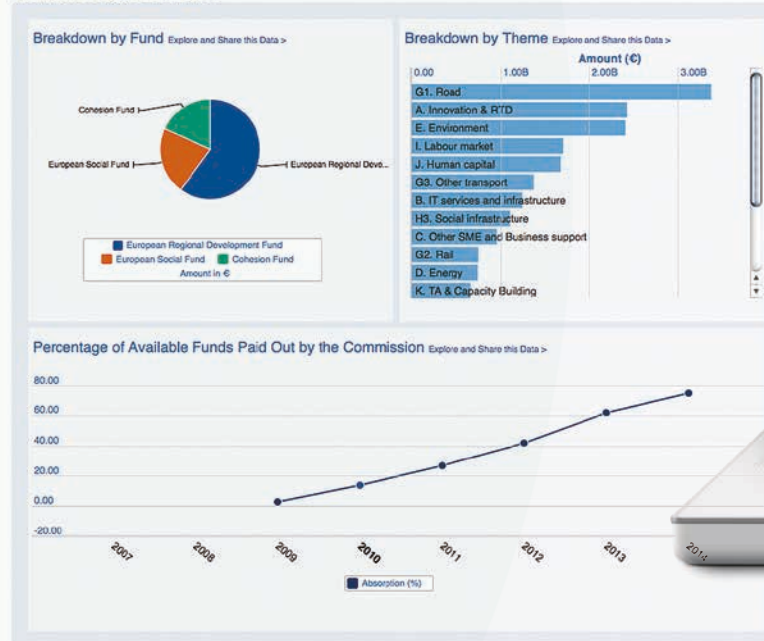 Breakdown by Fund Explore and Share this Data >
Cohesion Fund
European Social Fund
European Regional Deve...
European Regional Development Fund
European Social Fund Cohesion Fund
Amount in €
Breakdown by Theme Explore and Share this Data >
Amount (€)
0.00 1.00B 2.00B 3.00B
G1. Road
A. Innovation & RTD
E. Environment
I. Labour market
J. Human capital
G3. Other transport
B. IT services and infrastructure
H3. Social infrastructure
C. Other SME and Business support
G2. Rail
D. Energy
K. TA & Capacity Building
Percentage of Available Funds Paid Out by the Commission Explore and Share this Data >
80.00
60.00
40.00
20.00
0.00
-20.00
2007 2008 2009 2010 2011 2012 2013 2014
Absorption (%)